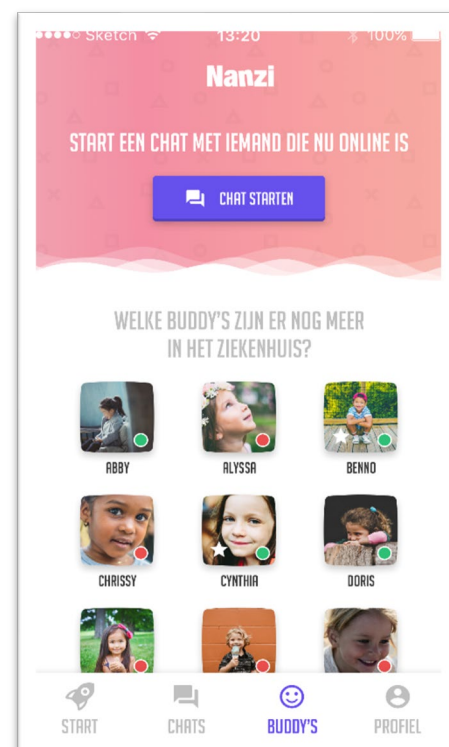 Sketch 13:20 100%
Nanzi
START EEN CHAT MET IEMAND DIE NU ONLINE IS
CHAT STARTEN
WELKE BUDDY'S ZIJN ER NOG MEER
IN HET ZIEKENHUIS?
ABBY ALYSSA BENNO
CHRISSY CYNTHIA DORIS
START CHATS BUDDY'S PROFIEL